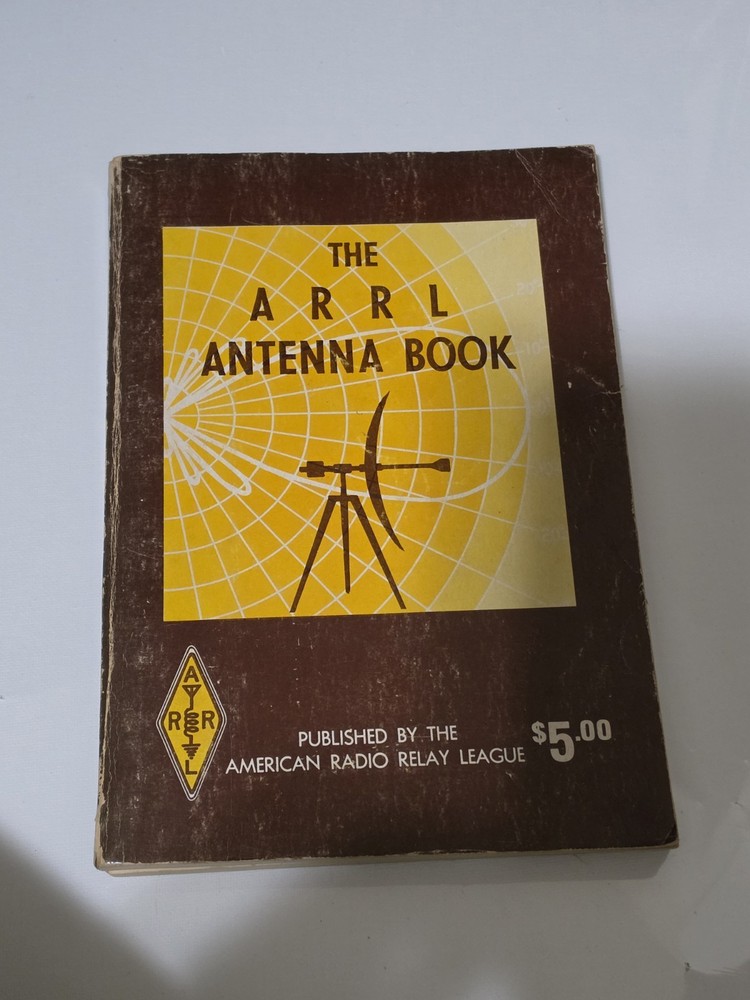 THE
A R R L
ANTENNA BOOK
A
R R
L
PUBLISHED BY THE
AMERICAN RADIO RELAY LEAGUE
$5.00